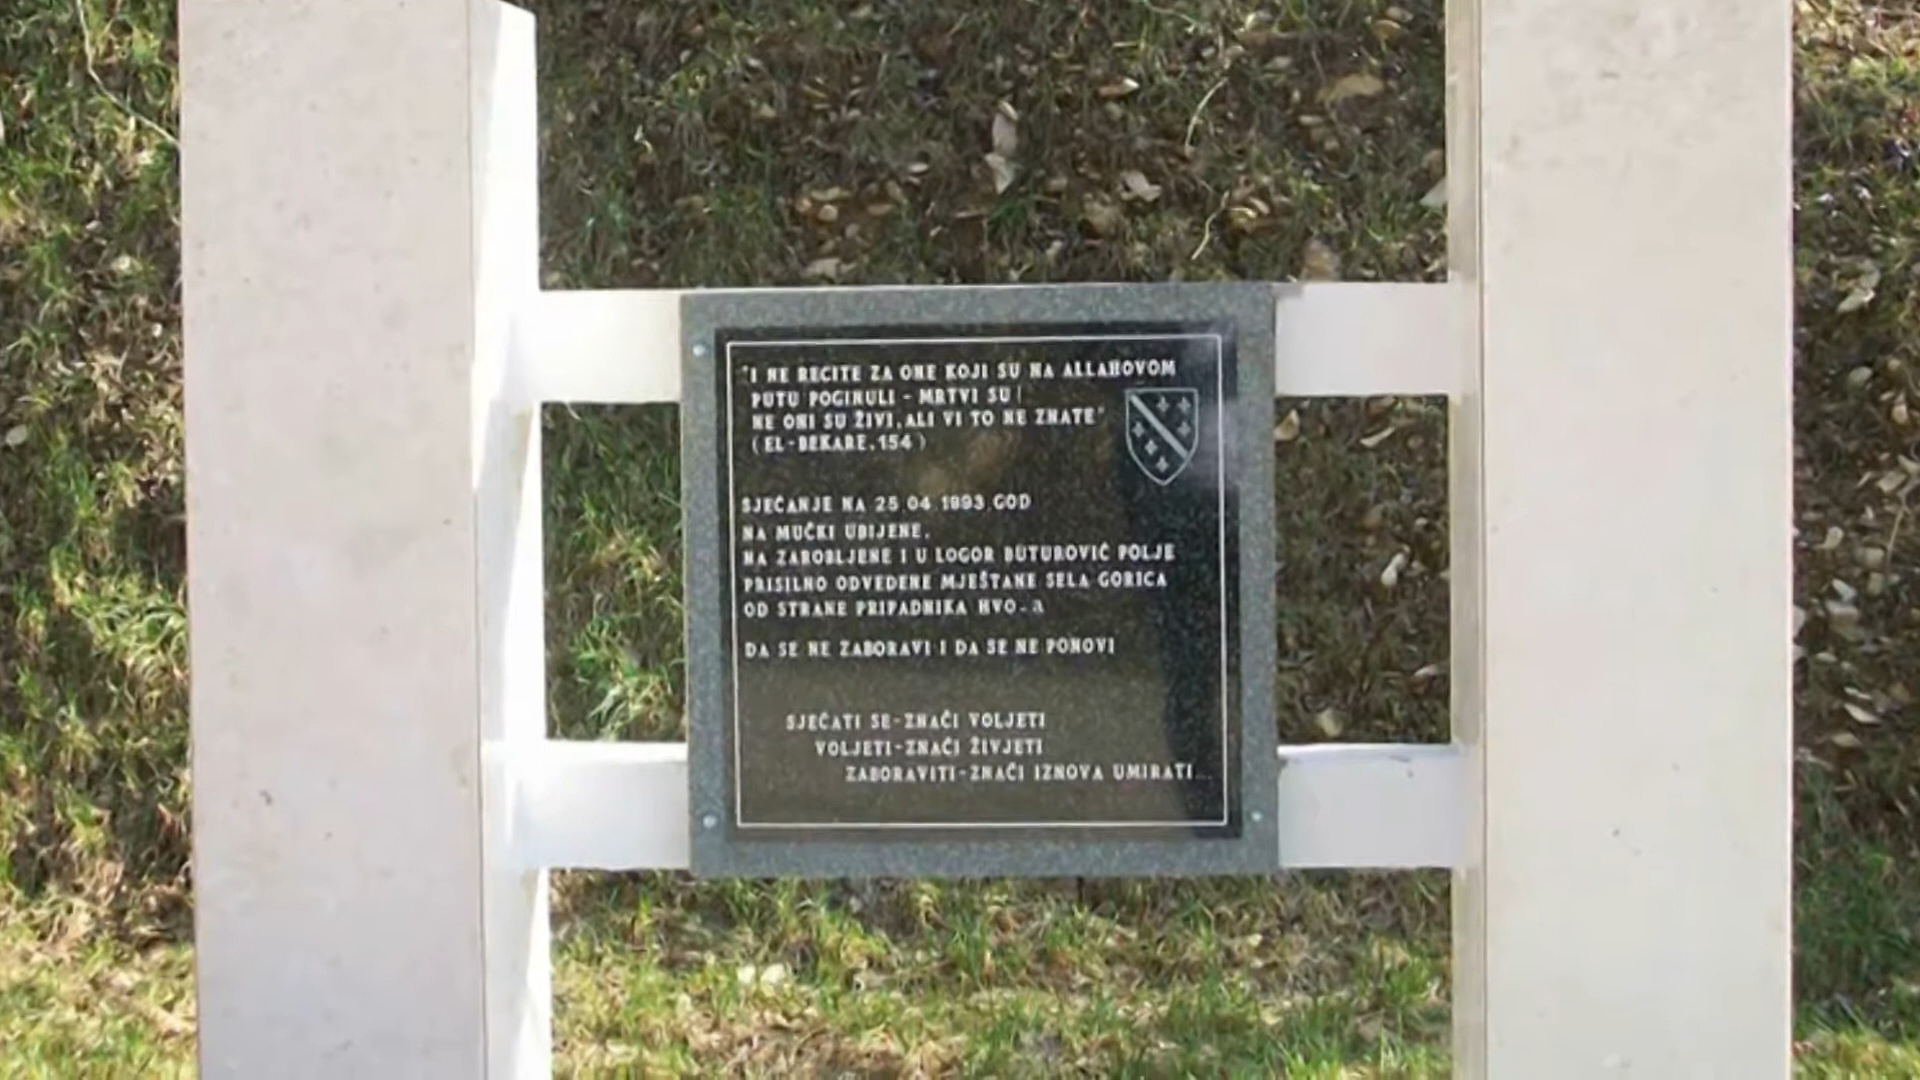 "I NE RECITE ZA ONE KOJI SU NA ALLAHOVOM
PUTU POGINULI - MRTVI SU!
NE ONI SU ŽIVI, ALI VI TO NE ZNATE"
(EL-BEKARE, 154)
SJEĆANJE NA 25 04 1993 GOD
NA MUČKI UBIJENE,
NA ZAROBLJENE I U LOGOR BUTUROVIĆ POLJE
PRISILNO ODVEDENE MJEŠTANE SELA GORICA
OD STRANE PRIPADNIKA HVO-a
DA SE NE ZABORAVI I DA SE NE PONOVI
SJEĆATI SE-ZNAČI VOLJETI
VOLJETI-ZNAČI ŽIVJETI
ZABORAVITI-ZNAČI IZNOVA UMIRATI...